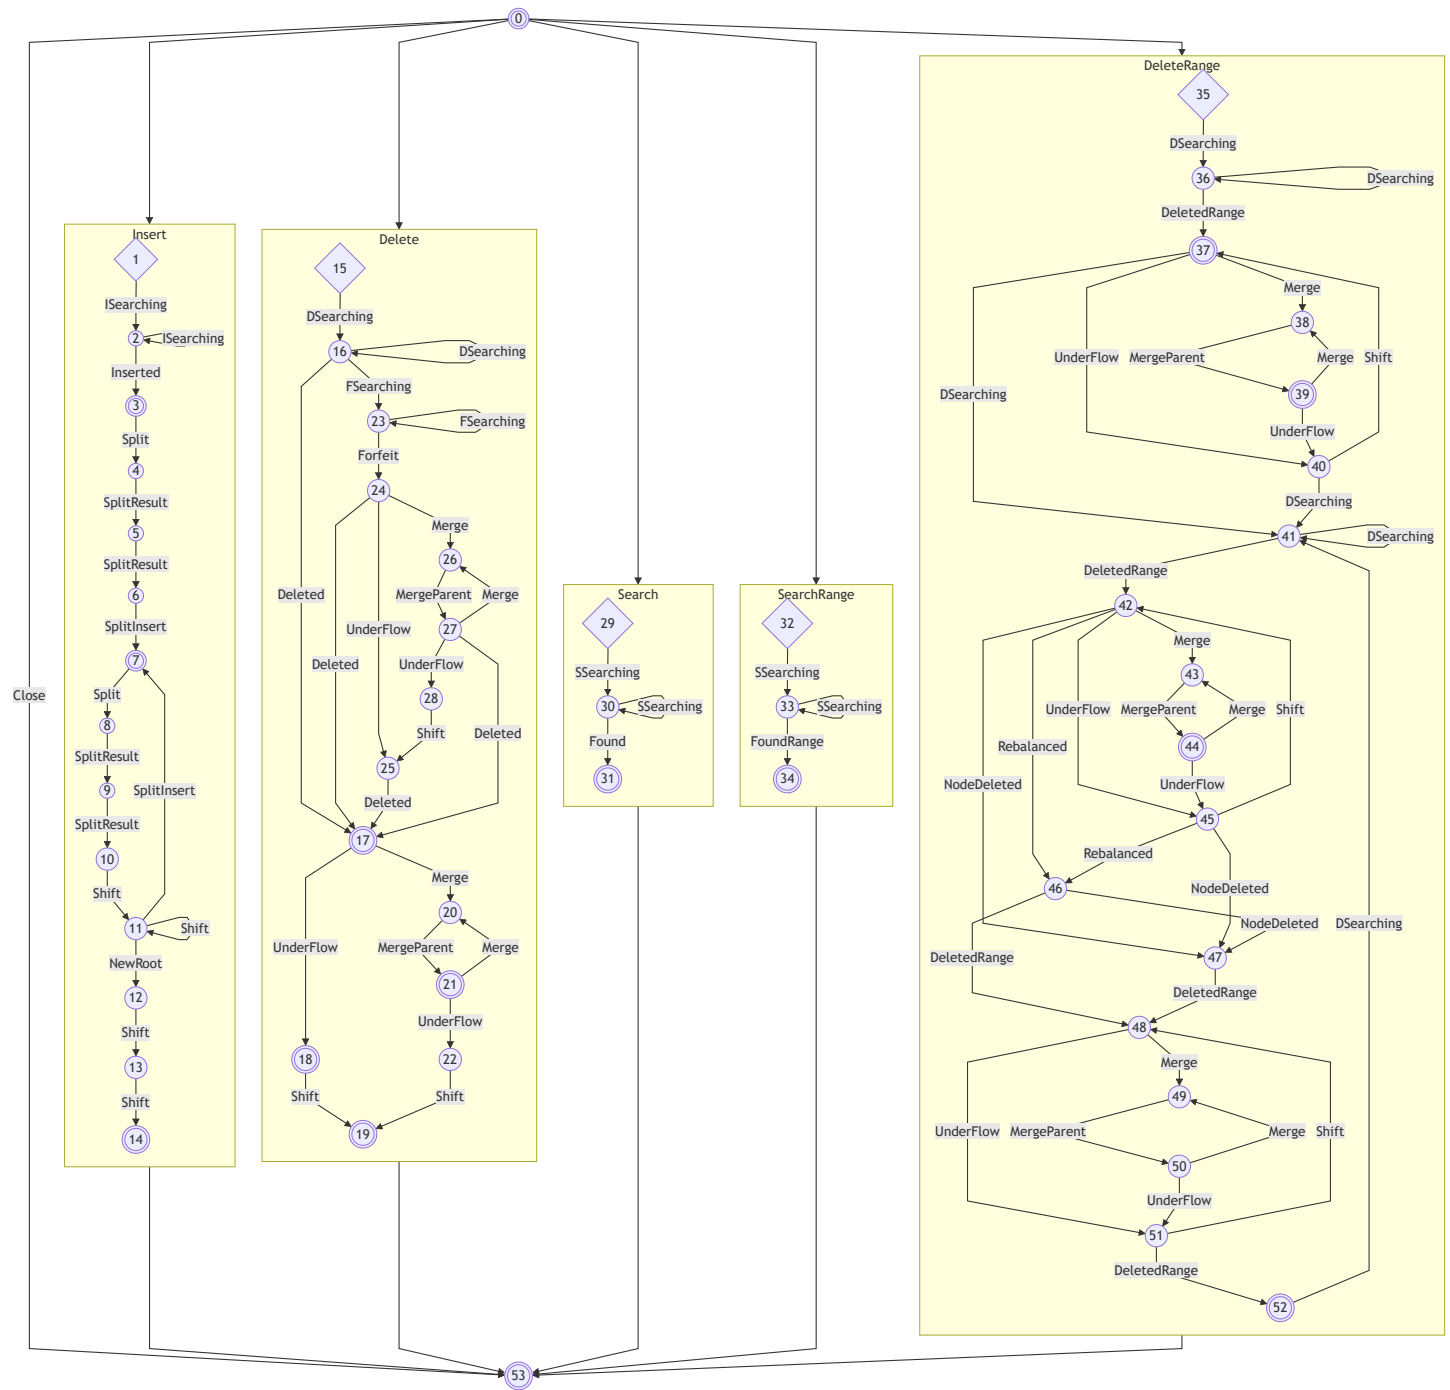 0
Close
Insert
1
ISearching
2
ISearching
Inserted
3
Split
4
SplitResult
5
SplitResult
6
SplitInsert
7
Split
8
SplitResult
9
SplitInsert
SplitResult
10
Shift
11
Shift
NewRoot
12
Shift
13
Shift
14
Delete
15
DSearching
16
DSearching
FSearching
23
FSearching
Forfeit
24
Merge
26
Deleted
MergeParent
Merge
UnderFlow
27
Deleted
UnderFlow
28
Shift
Deleted
25
Deleted
17
Merge
20
UnderFlow
MergeParent
Merge
21
UnderFlow
18
22
Shift
Shift
19
Search
29
SSearching
30
SSearching
Found
31
SearchRange
32
SSearching
33
SSearching
FoundRange
34
DeleteRange
35
DSearching
36
DSearching
DeletedRange
37
Merge
38
UnderFlow
MergeParent
Merge
Shift
DSearching
39
UnderFlow
40
DSearching
41
DSearching
DeletedRange
42
Merge
43
UnderFlow
MergeParent
Merge
Shift
Rebalanced
44
NodeDeleted
UnderFlow
45
Rebalanced
46
NodeDeleted
NodeDeleted
DSearching
DeletedRange
47
DeletedRange
48
Merge
49
UnderFlow
MergeParent
Merge
Shift
50
UnderFlow
51
DeletedRange
52
53